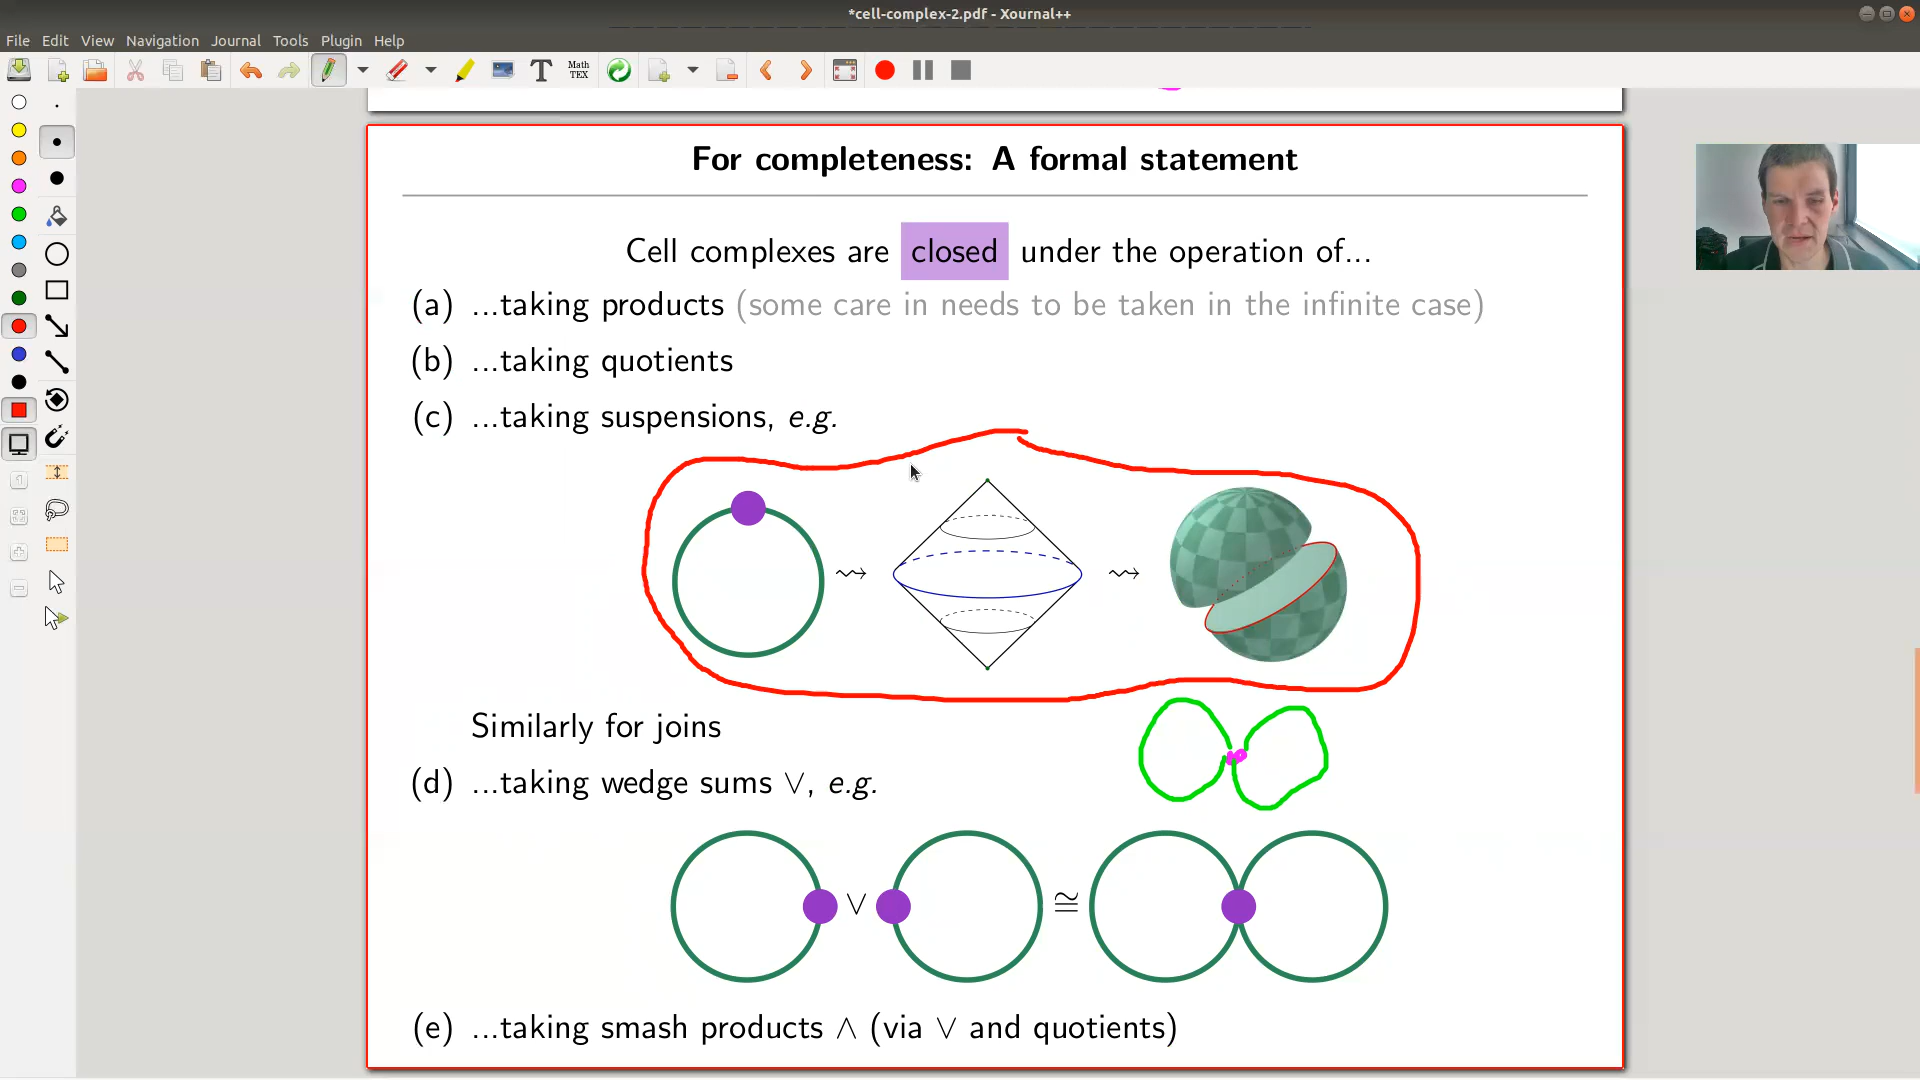 *cell-complex-2.pdf - Xournal++
File Edit View Navigation Journal Tools Plugin Help
Math
TEX
For completeness: A formal statement
Cell complexes are closed under the operation of...
(a) ...taking products (some care in needs to be taken in the infinite case)
(b) ...taking quotients
(c) ...taking suspensions, e.g.
Similarly for joins
(d) ...taking wedge sums ∨, e.g.
∨ ≅
(e) ...taking smash products ∧ (via ∨ and quotients)